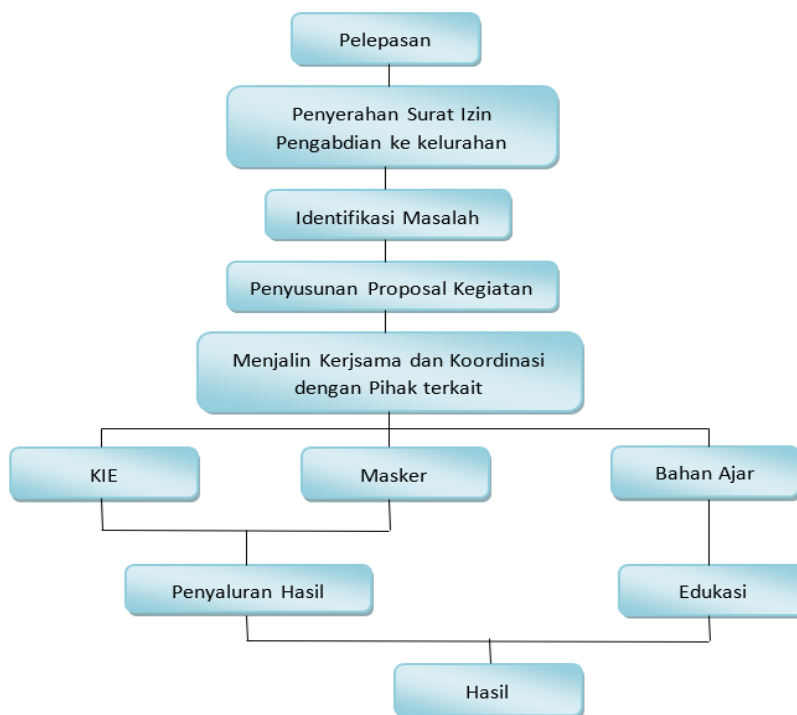 Pelepasan
Penyerahan Surat Izin
Pengabdian ke kelurahan
Identifikasi Masalah
Penyusunan Proposal Kegiatan
Menjalin Kerjsama dan Koordinasi
dengan Pihak terkait
KIE
Masker
Bahan Ajar
Penyaluran Hasil
Edukasi
Hasil